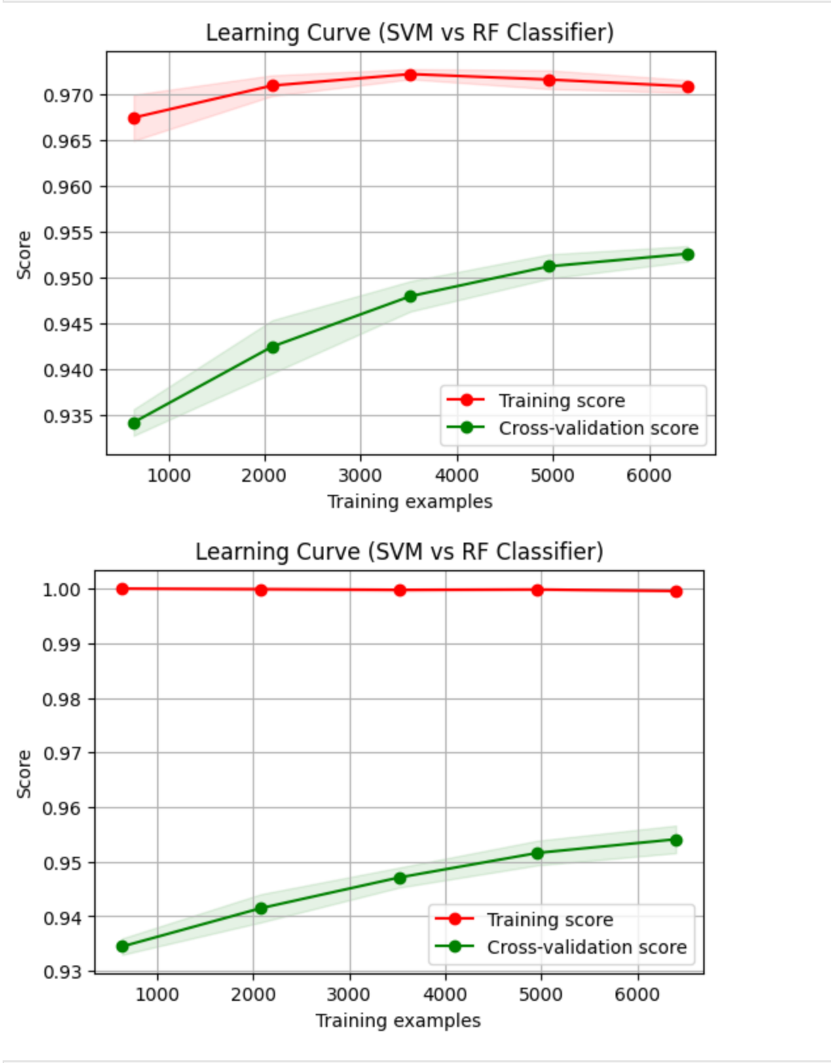 Learning Curve (SVM vs RF Classifier)
0.970
0.965
0.960
0.955
0.950
0.945
0.940
0.935
Score
Training score
Cross-validation score
1000 2000 3000 4000 5000 6000
Training examples
Learning Curve (SVM vs RF Classifier)
1.00
0.99
0.98
0.97
0.96
0.95
0.94
0.93
Score
Training score
Cross-validation score
1000 2000 3000 4000 5000 6000
Training examples